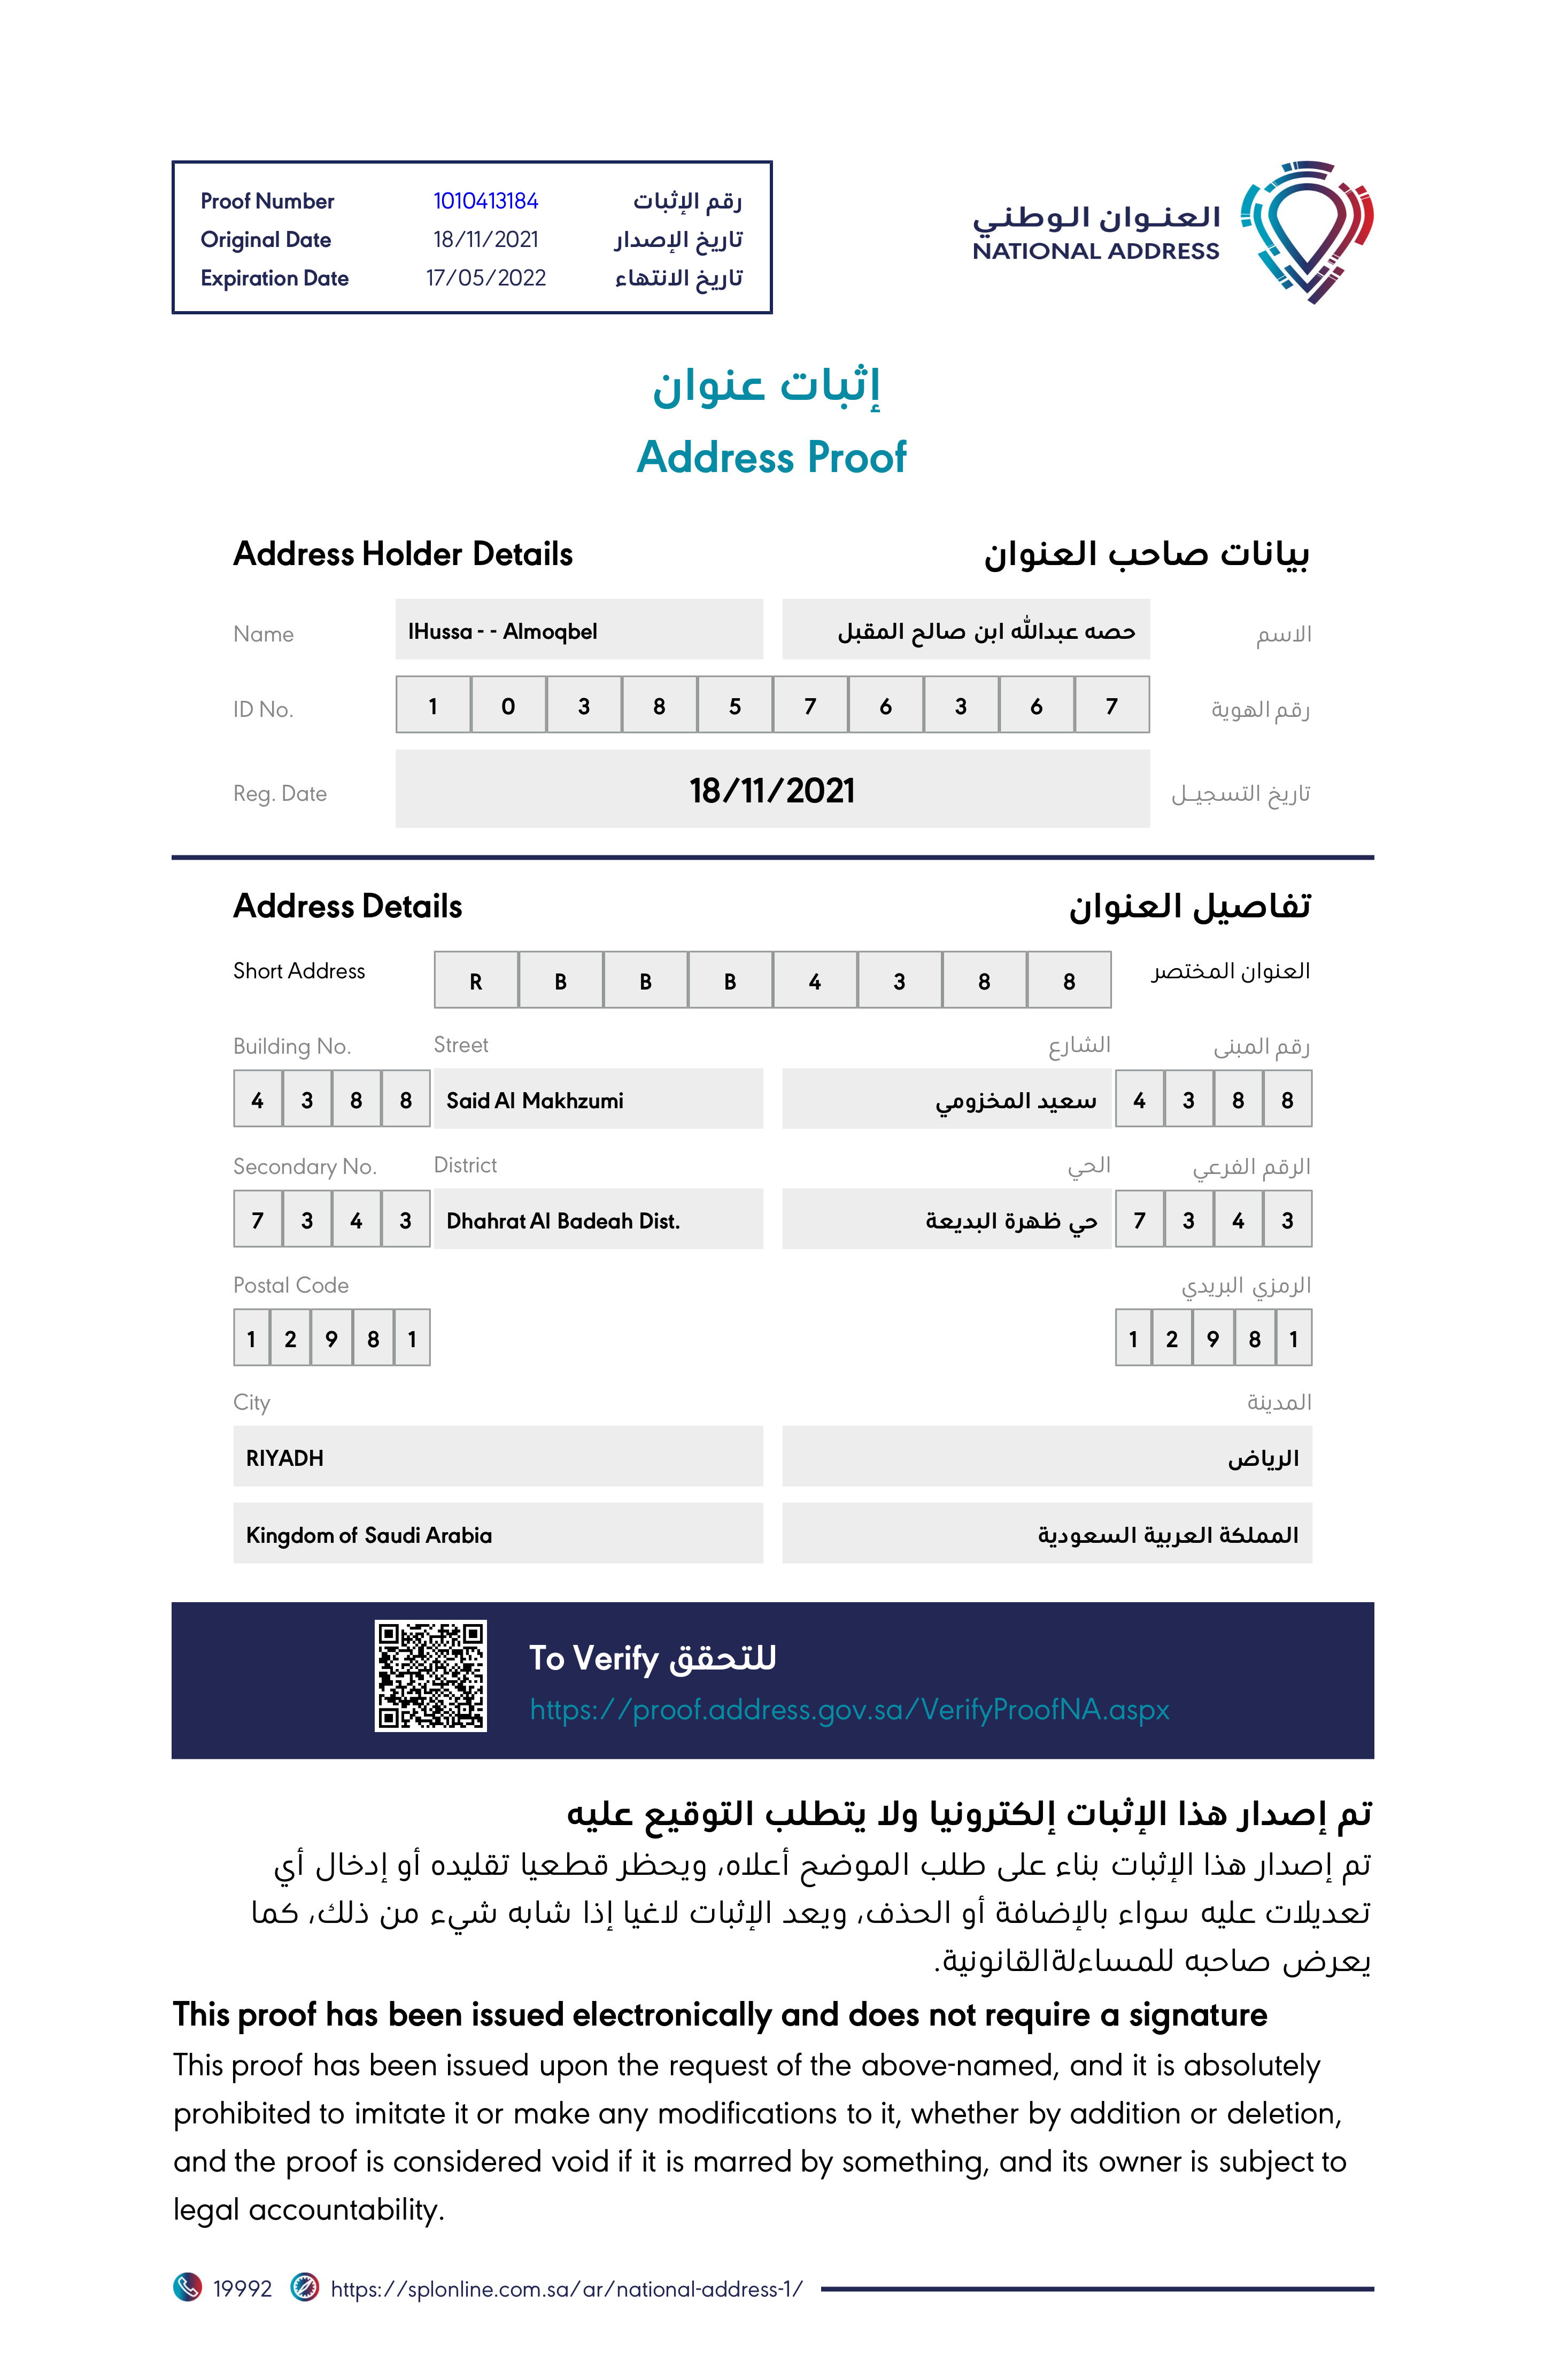 Proof Number 1010413184 رقم الإثبات
Original Date 18/11/2021 تاريخ الإصدار
Expiration Date 17/05/2022 تاريخ الانتهاء
العنـوان الـوطنـي
NATIONAL ADDRESS
إثبات عنوان
Address Proof
Address Holder Details بيانات صاحب العنوان
Name lHussa - - Almoqbel حصه عبدالله ابن صالح المقبل الاسم
ID No. 1 0 3 8 5 7 6 3 6 7 رقم الهوية
Reg. Date 18/11/2021 تاريخ التسجيـل
Address Details تفاصيل العنوان
Short Address R B B B 4 3 8 8 العنوان المختصر
Building No. Street الشارع رقم المبنى
4 3 8 8 Said Al Makhzumi سعيد المخزومي 4 3 8 8
Secondary No. District الحي الرقم الفرعي
7 3 4 3 Dhahrat Al Badeah Dist. حي ظهرة البديعة 7 3 4 3
Postal Code الرمزي البريدي
1 2 9 8 1 1 2 9 8 1
City المدينة
RIYADH الرياض
Kingdom of Saudi Arabia المملكة العربية السعودية
To Verify للتحقق
https://proof.address.gov.sa/VerifyProofNA.aspx
تم إصدار هذا الإثبات إلكترونيا ولا يتطلب التوقيع عليه
تم إصدار هذا الإثبات بناء على طلب الموضح أعلاه، ويحظر قطعيا تقليده أو إدخال أي
تعديلات عليه سواء بالإضافة أو الحذف، ويعد الإثبات لاغيا إذا شابه شيء من ذلك، كما
يعرض صاحبه للمساءلةالقانونية.
This proof has been issued electronically and does not require a signature
This proof has been issued upon the request of the above-named, and it is absolutely
prohibited to imitate it or make any modifications to it, whether by addition or deletion,
and the proof is considered void if it is marred by something, and its owner is subject to
legal accountability.
19992 https://splonline.com.sa/ar/national-address-1/